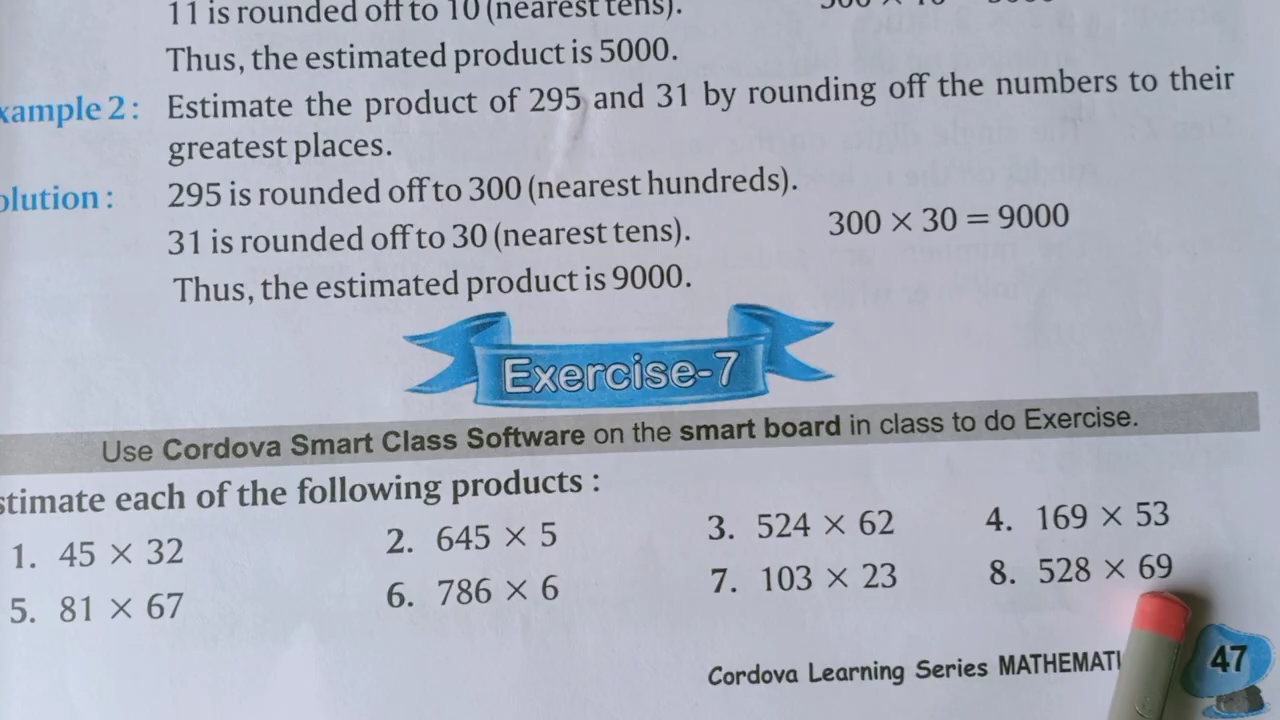 11 is rounded off to 10 (nearest tens).
Thus, the estimated product is 5000.
xample 2 : Estimate the product of 295 and 31 by rounding off the numbers to their
greatest places.
olution : 295 is rounded off to 300 (nearest hundreds).
31 is rounded off to 30 (nearest tens). 300 × 30 = 9000
Thus, the estimated product is 9000.
Exercise-7
Use Cordova Smart Class Software on the smart board in class to do Exercise.
stimate each of the following products :
1. 45 × 32 2. 645 × 5 3. 524 × 62 4. 169 × 53
5. 81 × 67 6. 786 × 6 7. 103 × 23 8. 528 × 69
Cordova Learning Series MATHEMATI 47